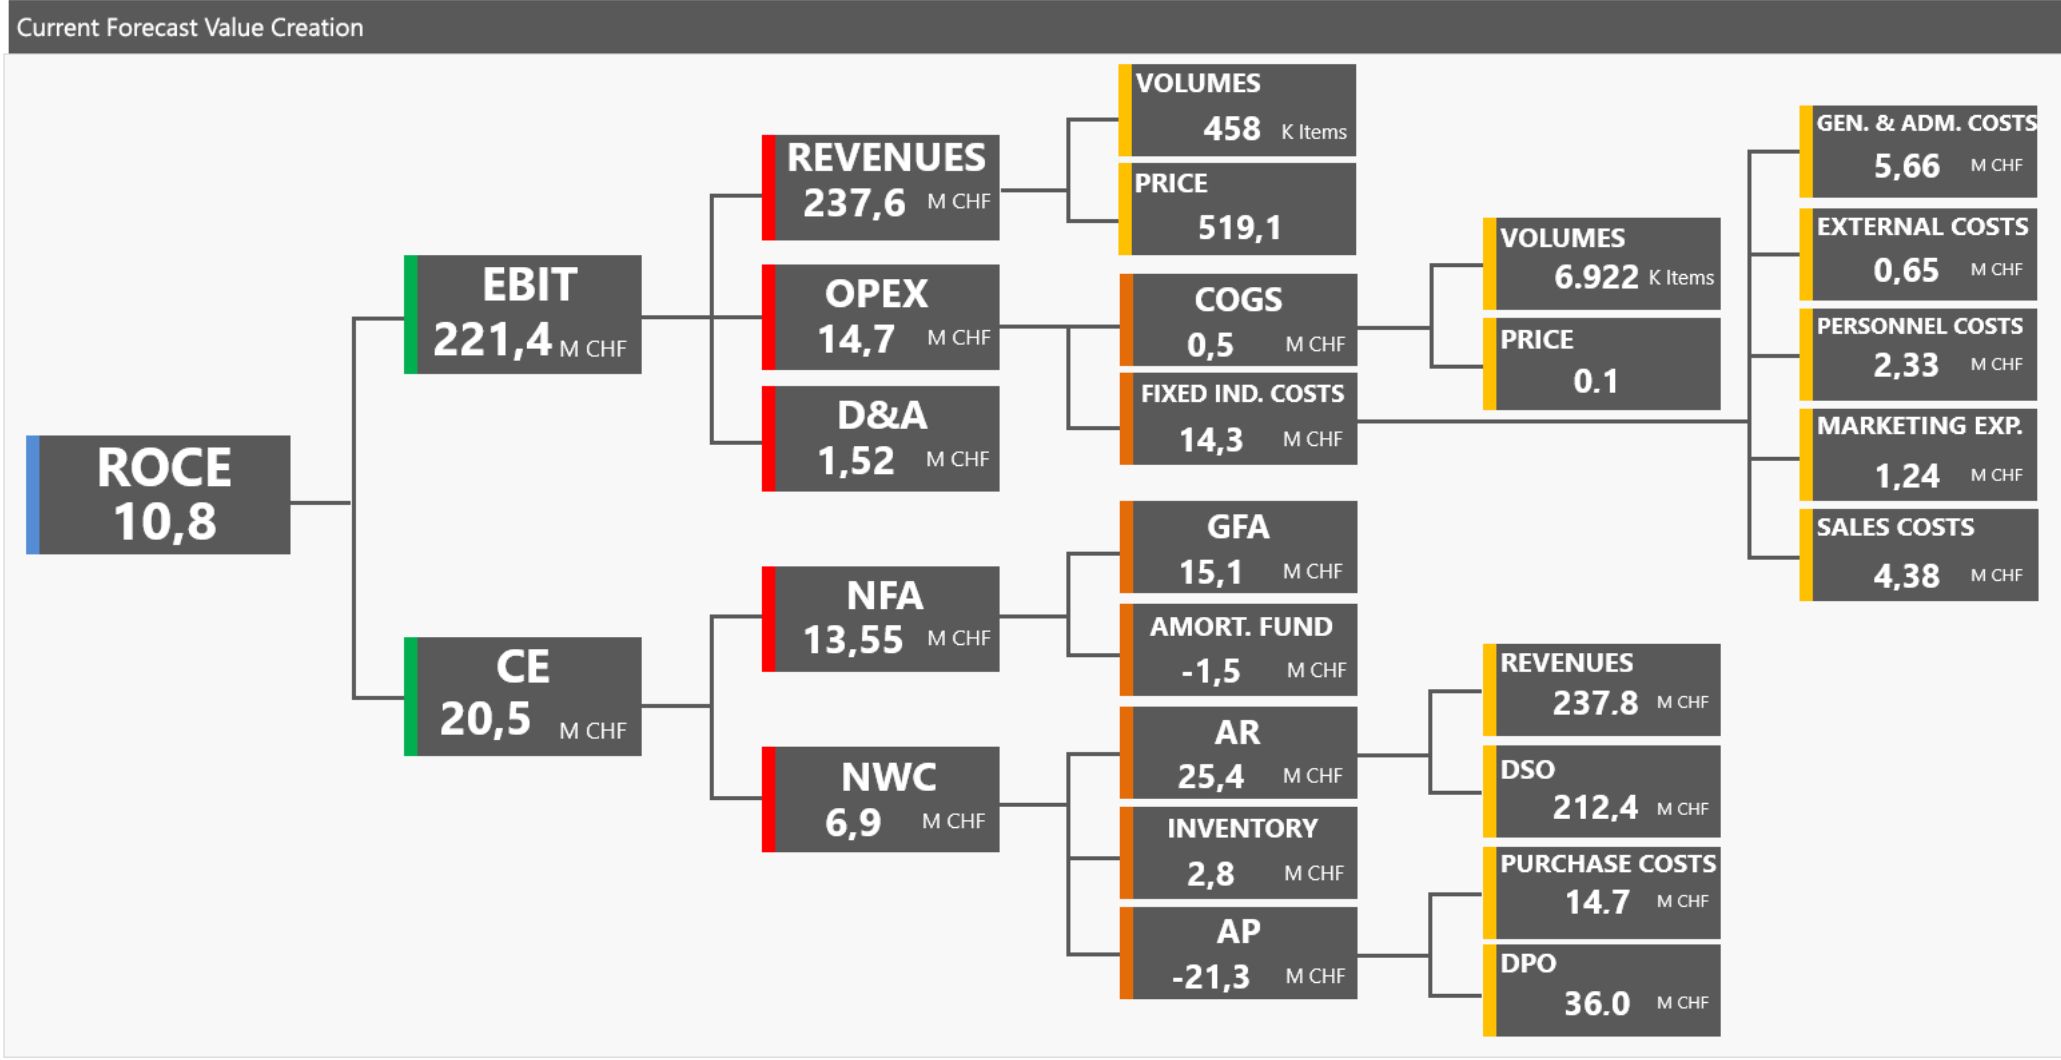 Current Forecast Value Creation
ROCE
10,8
EBIT
221,4 M CHF
CE
20,5 M CHF
REVENUES
237,6 M CHF
OPEX
14,7 M CHF
D&A
1,52 M CHF
NFA
13,55 M CHF
NWC
6,9 M CHF
VOLUMES
458 K Items
PRICE
519,1
COGS
0,5 M CHF
FIXED IND. COSTS
14,3 M CHF
GFA
15,1 M CHF
AMORT. FUND
-1,5 M CHF
AR
25,4 M CHF
INVENTORY
2,8 M CHF
AP
-21,3 M CHF
VOLUMES
6.922 K Items
PRICE
0.1
REVENUES
237.8 M CHF
DSO
212,4 M CHF
PURCHASE COSTS
14.7 M CHF
DPO
36.0 M CHF
GEN. & ADM. COSTS
5,66 M CHF
EXTERNAL COSTS
0,65 M CHF
PERSONNEL COSTS
2,33 M CHF
MARKETING EXP.
1,24 M CHF
SALES COSTS
4,38 M CHF